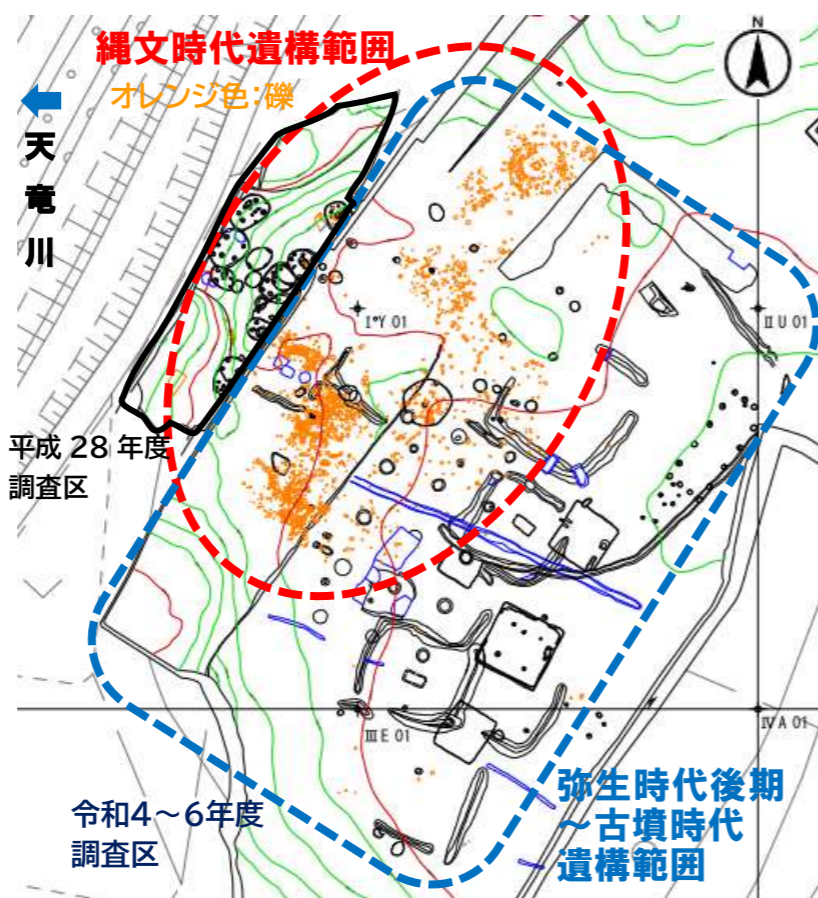 縄文時代遺構範囲
オレンジ色:礫
N
天竜川
I*Y 01
II U 01
平成 28 年度
調査区
III E 01
IV A 01
令和4～6年度
調査区
弥生時代後期
～古墳時代
遺構範囲